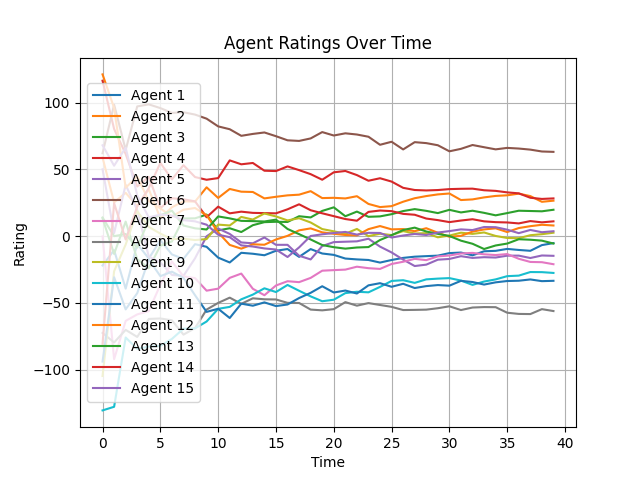 Agent Ratings Over Time
Rating
100
50
0
−50
−100
Agent 1
Agent 2
Agent 3
Agent 4
Agent 5
Agent 6
Agent 7
Agent 8
Agent 9
Agent 10
Agent 11
Agent 12
Agent 13
Agent 14
Agent 15
0 5 10 15 20 25 30 35 40
Time